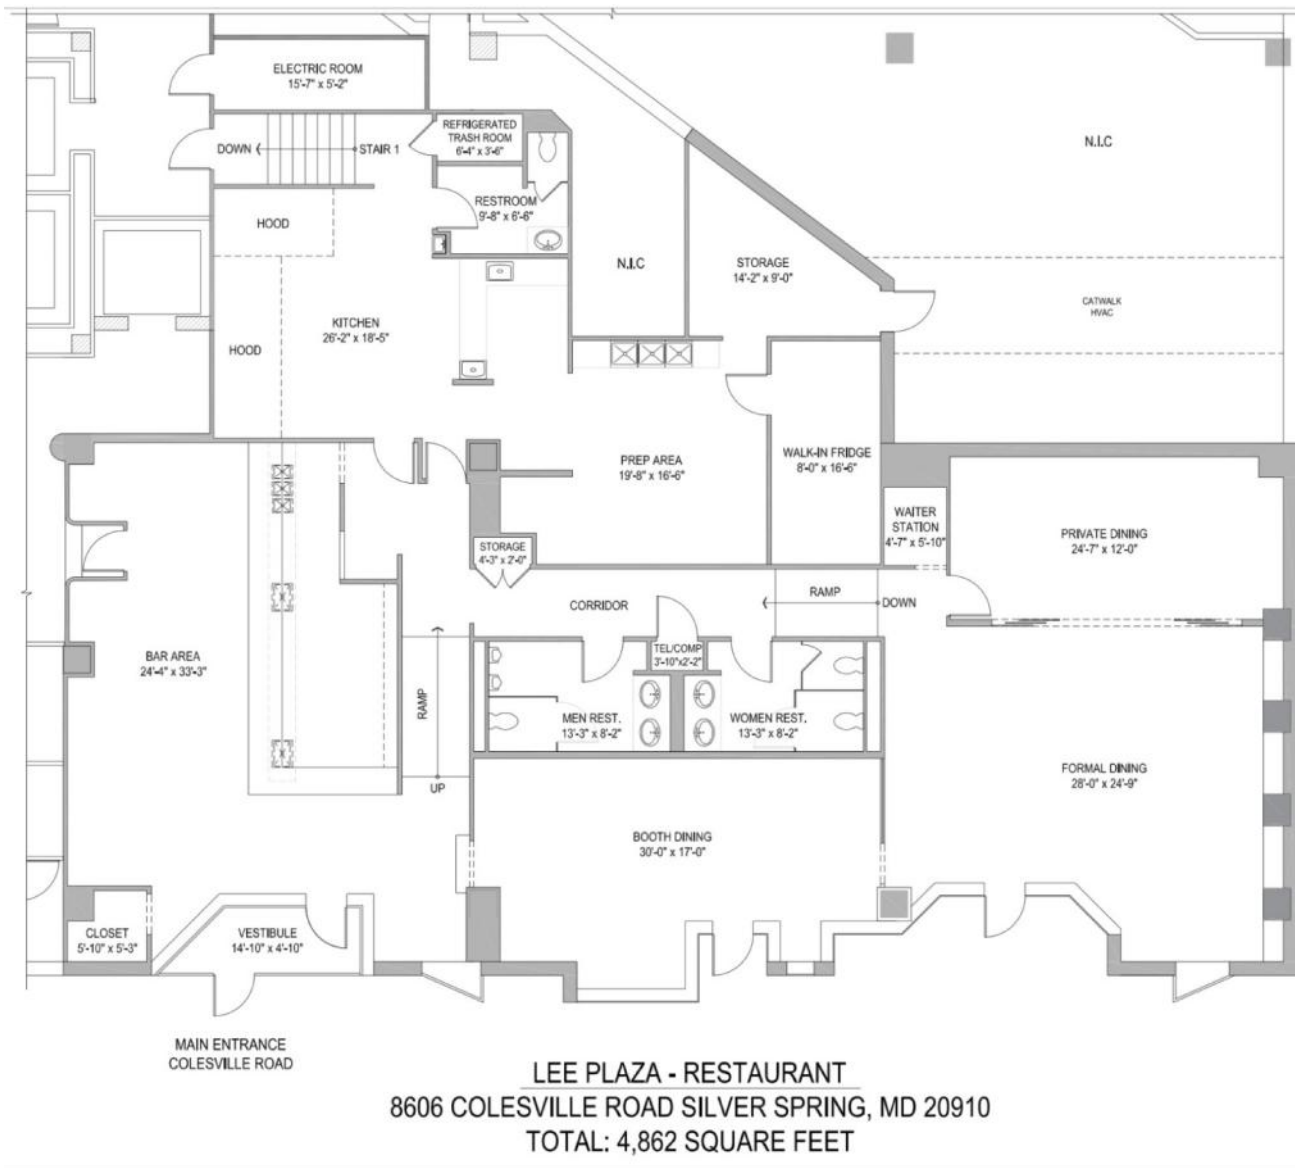 ELECTRIC ROOM
15'-7" x 5'-2"
REFRIGERATED
TRASH ROOM
6'-4" x 3'-6"
DOWN
STAIR 1
N.I.C
RESTROOM
9'-8" x 6'-6"
HOOD
N.I.C
STORAGE
14'-2" x 9'-0"
CATWALK
HVAC
KITCHEN
26'-2" x 18'-5"
HOOD
PREP AREA
19'-8" x 16'-6"
WALK-IN FRIDGE
8'-0" x 16'-6"
WAITER
STATION
4'-7" x 5'-10"
PRIVATE DINING
24'-7" x 12'-0"
STORAGE
4'-3" x 2'-0"
CORRIDOR
RAMP
DOWN
BAR AREA
24'-4" x 33'-3"
TEL/COMP
3'-10"x2'-2"
RAMP
MEN REST.
13'-3" x 8'-2"
WOMEN REST.
13'-3" x 8'-2"
UP
FORMAL DINING
28'-0" x 24'-9"
BOOTH DINING
30'-0" x 17'-0"
CLOSET
5'-10" x 5'-3"
VESTIBULE
14'-10" x 4'-10"
MAIN ENTRANCE
COLESVILLE ROAD
LEE PLAZA - RESTAURANT
8606 COLESVILLE ROAD SILVER SPRING, MD 20910
TOTAL: 4,862 SQUARE FEET